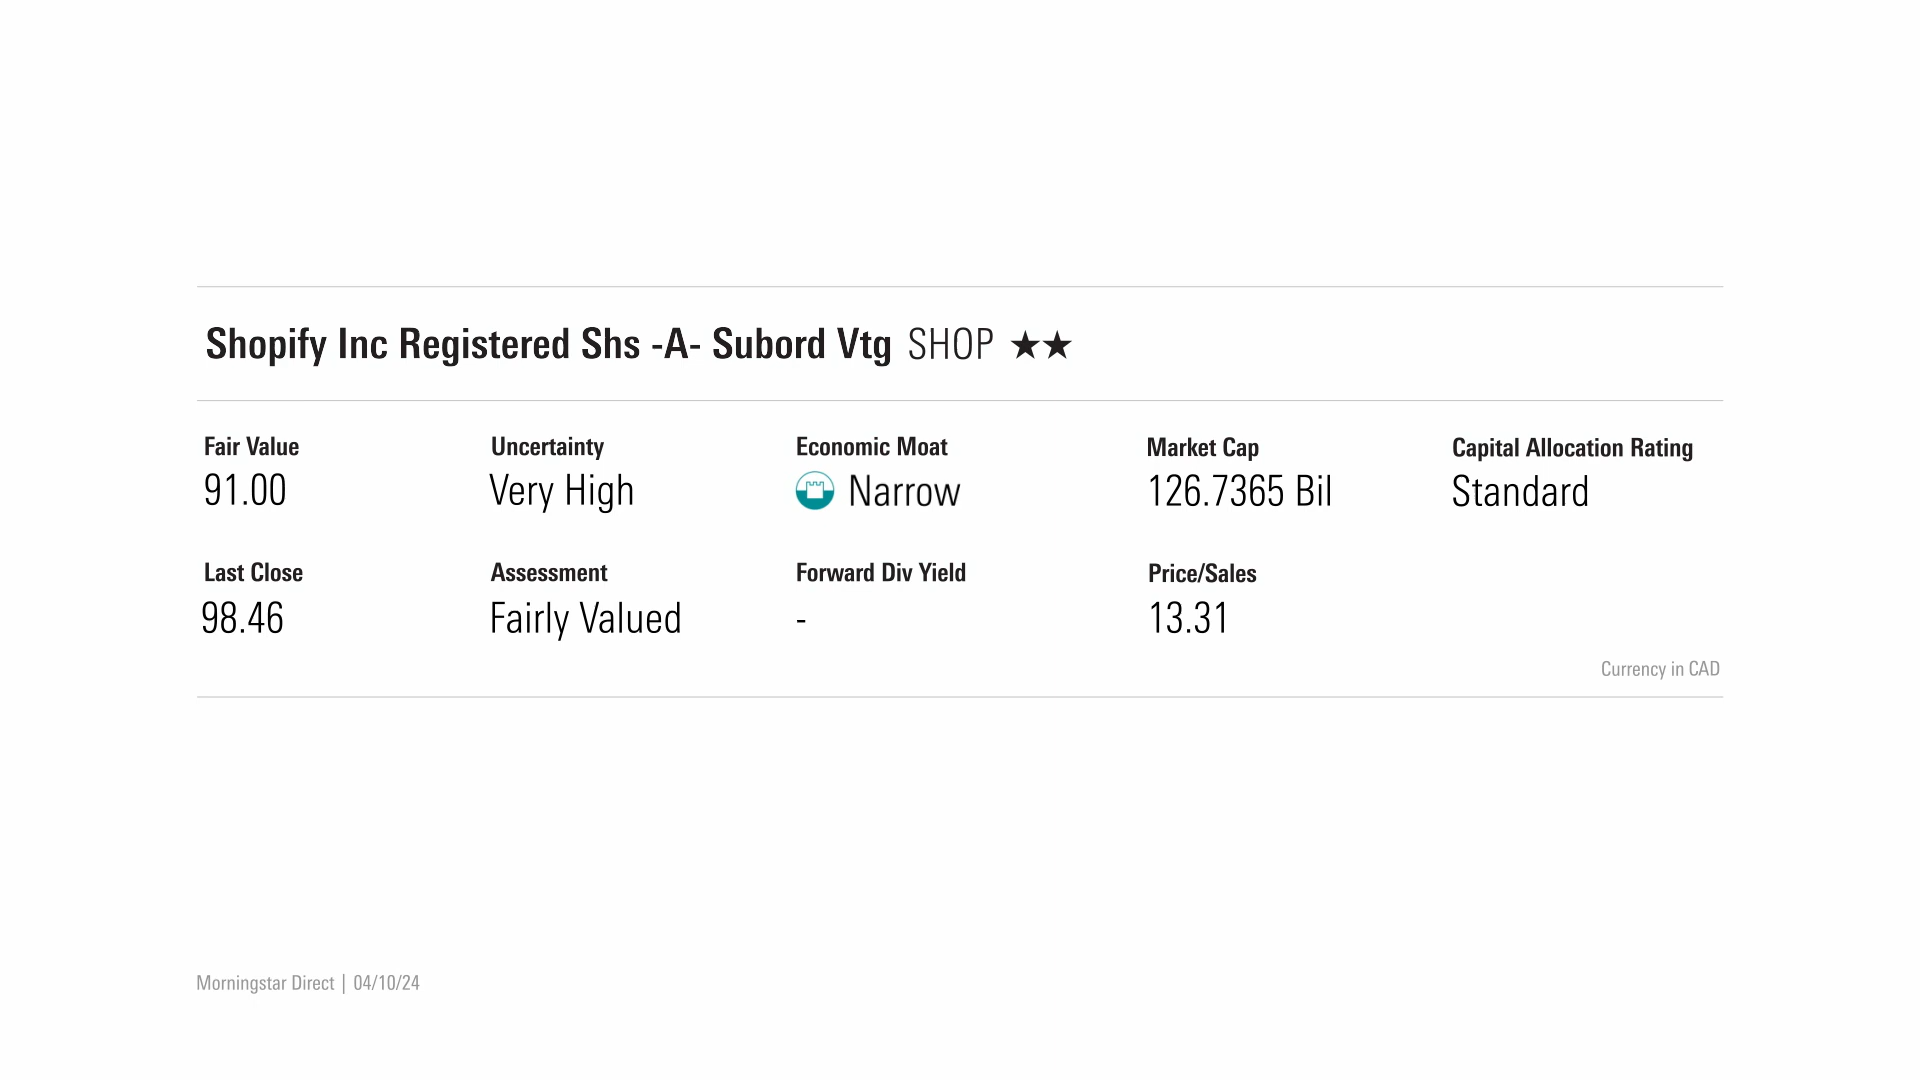 Shopify Inc Registered Shs -A- Subord Vtg SHOP ★★
Fair Value
91.00
Uncertainty
Very High
Economic Moat
Narrow
Market Cap
126.7365 Bil
Capital Allocation Rating
Standard
Last Close
98.46
Assessment
Fairly Valued
Forward Div Yield
-
Price/Sales
13.31
Currency in CAD
Morningstar Direct | 04/10/24